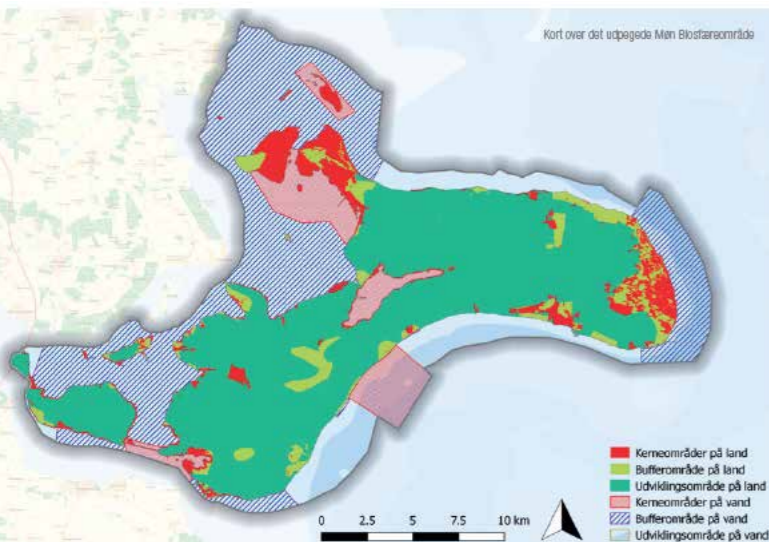 Kort over det udpegede Møn Biosfæreområde
Kerneområder på land
Bufferområde på land
Udviklingsområde på land
Kerneområder på vand
Bufferområde på vand
Udviklingsområde på vand
0 2.5 5 7.5 10 km